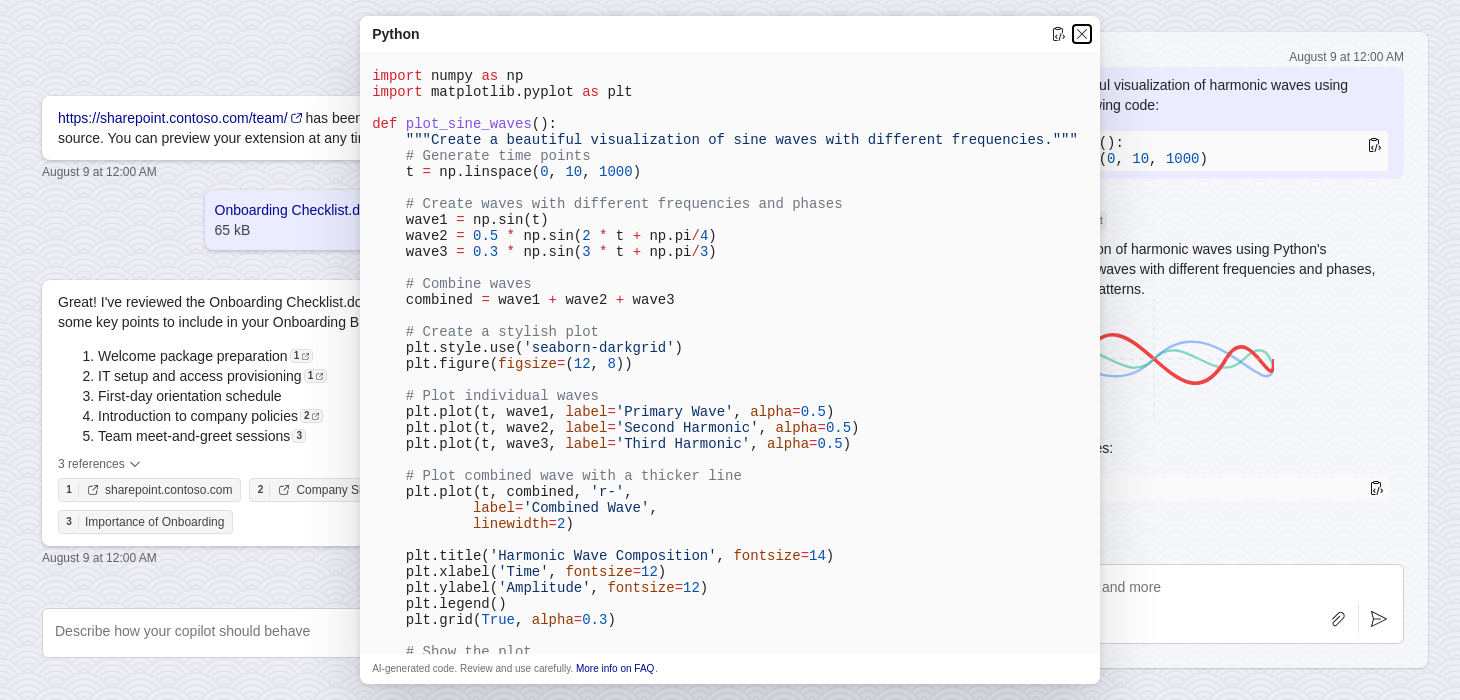 Python
import numpy as np
import matplotlib.pyplot as plt
def plot_sine_waves():
"""Create a beautiful visualization of sine waves with different frequencies."""
# Generate time points
t = np.linspace(0, 10, 1000)
# Create waves with different frequencies and phases
wave1 = np.sin(t)
wave2 = 0.5 * np.sin(2 * t + np.pi/4)
wave3 = 0.3 * np.sin(3 * t + np.pi/3)
# Combine waves
combined = wave1 + wave2 + wave3
# Create a stylish plot
plt.style.use('seaborn-darkgrid')
plt.figure(figsize=(12, 8))
# Plot individual waves
plt.plot(t, wave1, label='Primary Wave', alpha=0.5)
plt.plot(t, wave2, label='Second Harmonic', alpha=0.5)
plt.plot(t, wave3, label='Third Harmonic', alpha=0.5)
# Plot combined wave with a thicker line
plt.plot(t, combined, 'r-',
label='Combined Wave',
linewidth=2)
plt.title('Harmonic Wave Composition', fontsize=14)
plt.xlabel('Time', fontsize=12)
plt.ylabel('Amplitude', fontsize=12)
plt.legend()
plt.grid(True, alpha=0.3)
# Show the plot
AI-generated code. Review and use carefully. More info on FAQ.
https://sharepoint.contoso.com/team/ has been
source. You can preview your extension at any
August 9 at 12:00 AM
Onboarding Checklist.d
65 kB
Great! I've reviewed the Onboarding Checklist.do
some key points to include in your Onboarding B
1. Welcome package preparation 1
2. IT setup and access provisioning 1
3. First-day orientation schedule
4. Introduction to company policies 2
5. Team meet-and-greet sessions 3
3 references
1 sharepoint.contoso.com
2 Company S
3 Importance of Onboarding
August 9 at 12:00 AM
Describe how your copilot should behave
August 9 at 12:00 AM
visualization of harmonic waves using
code:
():
(0, 10, 1000)
on of harmonic waves using Python's
waves with different frequencies and phases,
atterns.
es:
and more